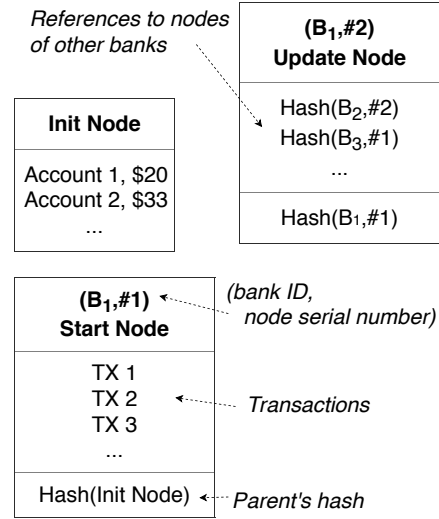 References to nodes
of other banks
(B₁,#2)
Update Node
Hash(B₂,#2)
Hash(B₃,#1)
...
Hash(B₁,#1)
Init Node
Account 1, $20
Account 2, $33
...
(B₁,#1)
Start Node
TX 1
TX 2
TX 3
...
Hash(Init Node)
(bank ID,
node serial number)
Transactions
Parent's hash